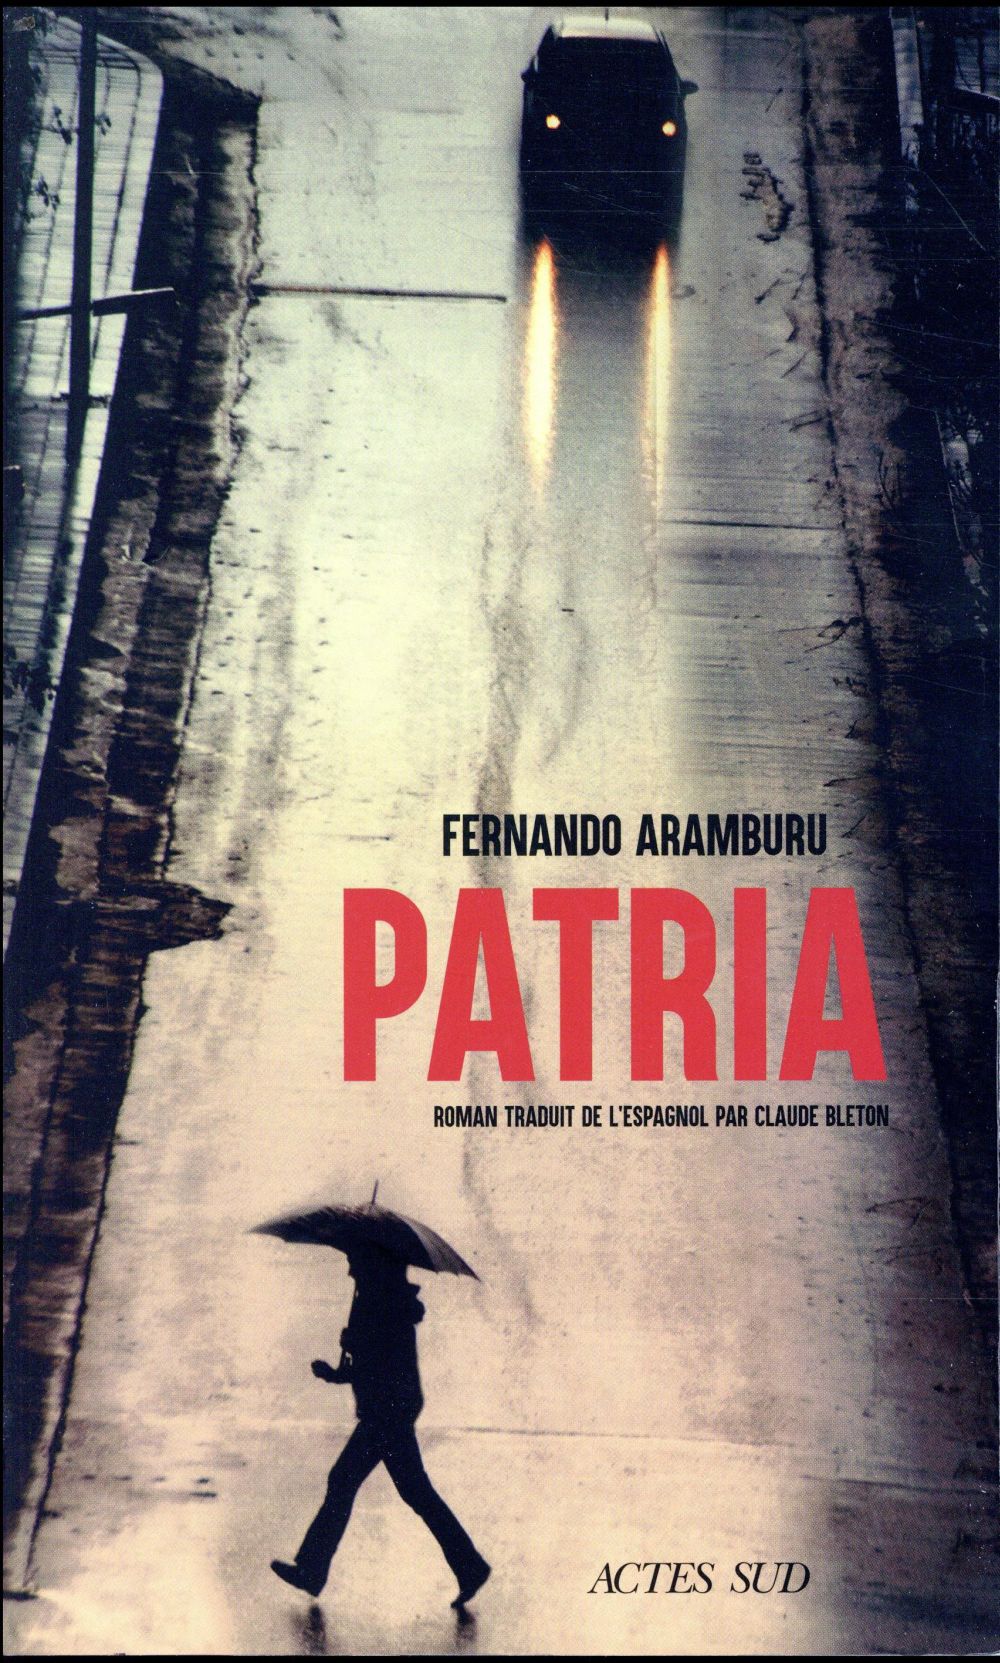 FERNANDO ARAMBURU
PATRIA
ROMAN TRADUIT DE L'ESPAGNOL PAR CLAUDE BLETON
ACTES SUD